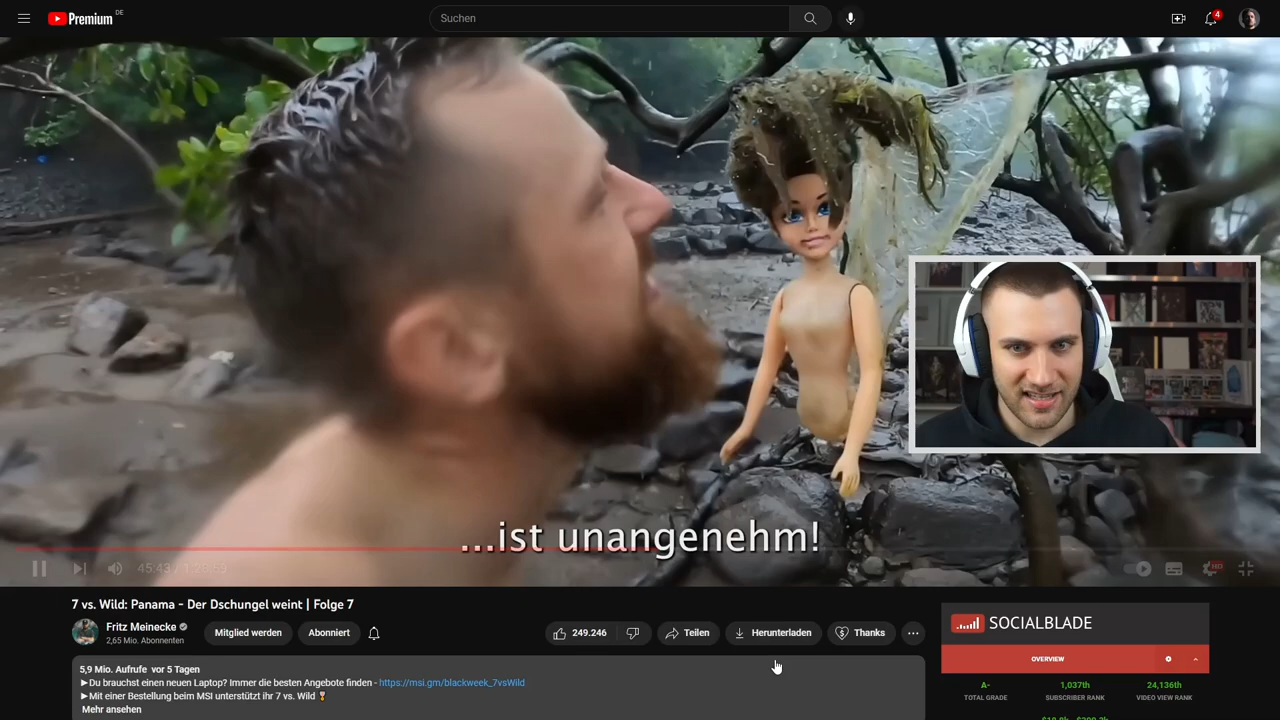 Premium
DE
Suchen
4
...ist unangenehm!
HD
7 vs. Wild: Panama - Der Dschungel weint | Folge 7
Fritz Meinecke
2,65 Mio. Abonnenten
Mitglied werden
Abonniert
249.246
Teilen
Herunterladen
Thanks
5,9 Mio. Aufrufe vor 5 Tagen
►Du brauchst einen neuen Laptop? Immer die besten Angebote finden - https://msi.gm/blackweek_7vsWild
►Mit einer Bestellung beim MSI unterstützt ihr 7 vs. Wild
Mehr ansehen
SOCIALBLADE
OVERVIEW
A- 1,037th 24,136th
TOTAL GRADE SUBSCRIBER RANK VIDEO VIEW RANK